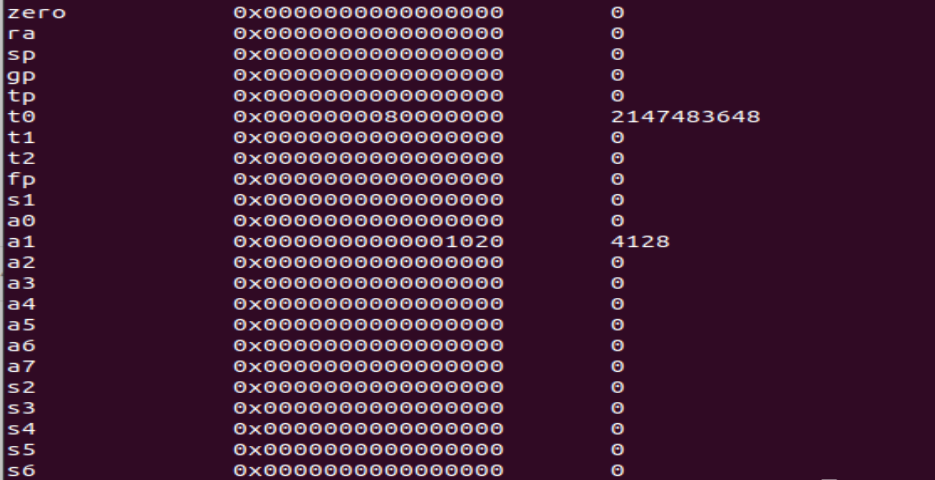 zero 0x0000000000000000 0
ra 0x0000000000000000 0
sp 0x0000000000000000 0
gp 0x0000000000000000 0
tp 0x0000000000000000 0
t0 0x0000000080000000 2147483648
t1 0x0000000000000000 0
t2 0x0000000000000000 0
fp 0x0000000000000000 0
s1 0x0000000000000000 0
a0 0x0000000000000000 0
a1 0x0000000000001020 4128
a2 0x0000000000000000 0
a3 0x0000000000000000 0
a4 0x0000000000000000 0
a5 0x0000000000000000 0
a6 0x0000000000000000 0
a7 0x0000000000000000 0
s2 0x0000000000000000 0
s3 0x0000000000000000 0
s4 0x0000000000000000 0
s5 0x0000000000000000 0
s6 0x0000000000000000 0